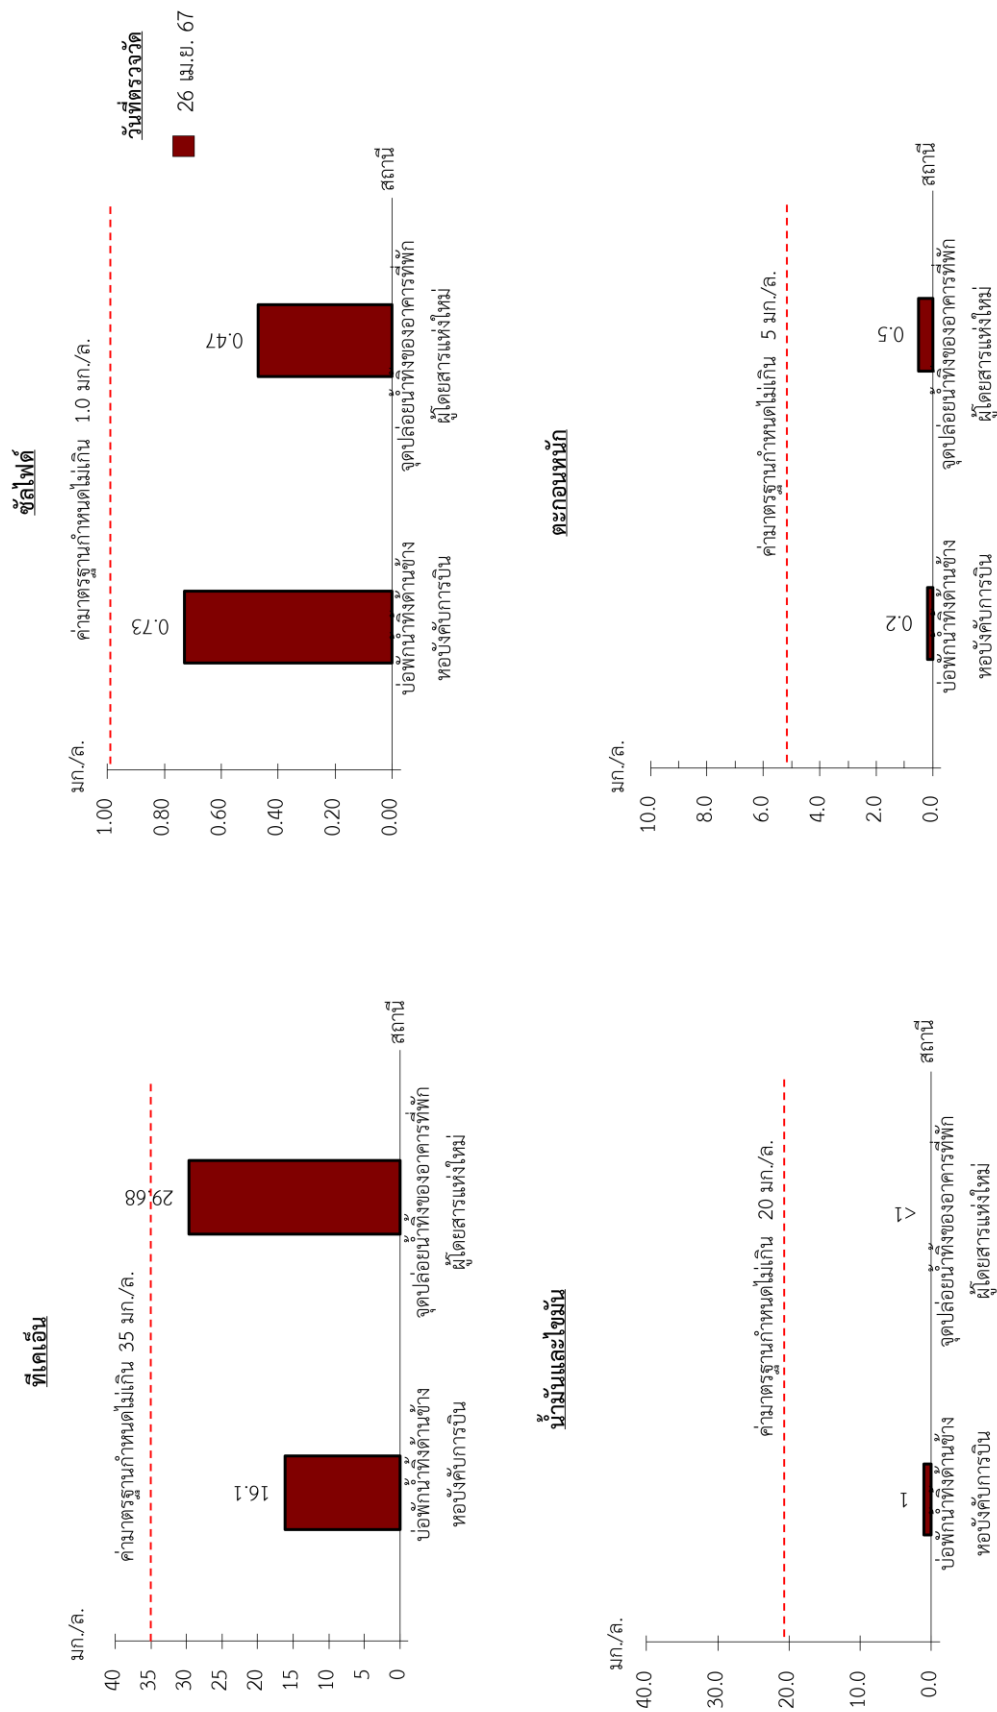 ทีเคเอ็น
มก./ล.
ค่ามาตรฐานกำหนดไม่เกิน 35 มก./ล.
40
35
30
25
20
15
10
5
0
16.1
29.68
บ่อพักน้ำทิ้งด้านข้าง
หอบังคับการบิน
จุดปล่อยน้ำทิ้งของอาคารที่พัก
ผู้โดยสารแห่งใหม่
สถานี
ซัลไฟด์
มก./ล.
ค่ามาตรฐานกำหนดไม่เกิน 1.0 มก./ล.
1.00
0.80
0.60
0.40
0.20
0.00
0.73
0.47
บ่อพักน้ำทิ้งด้านข้าง
หอบังคับการบิน
จุดปล่อยน้ำทิ้งของอาคารที่พัก
ผู้โดยสารแห่งใหม่
สถานี
วันที่ตรวจวัด
26 เม.ย. 67
น้ำมันและไขมัน
มก./ล.
ค่ามาตรฐานกำหนดไม่เกิน 20 มก./ล.
40.0
30.0
20.0
10.0
0.0
1
<1
บ่อพักน้ำทิ้งด้านข้าง
หอบังคับการบิน
จุดปล่อยน้ำทิ้งของอาคารที่พัก
ผู้โดยสารแห่งใหม่
สถานี
ตะกอนหนัก
มก./ล.
ค่ามาตรฐานกำหนดไม่เกิน 5 มก./ล.
10.0
8.0
6.0
4.0
2.0
0.0
0.2
0.5
บ่อพักน้ำทิ้งด้านข้าง
หอบังคับการบิน
จุดปล่อยน้ำทิ้งของอาคารที่พัก
ผู้โดยสารแห่งใหม่
สถานี